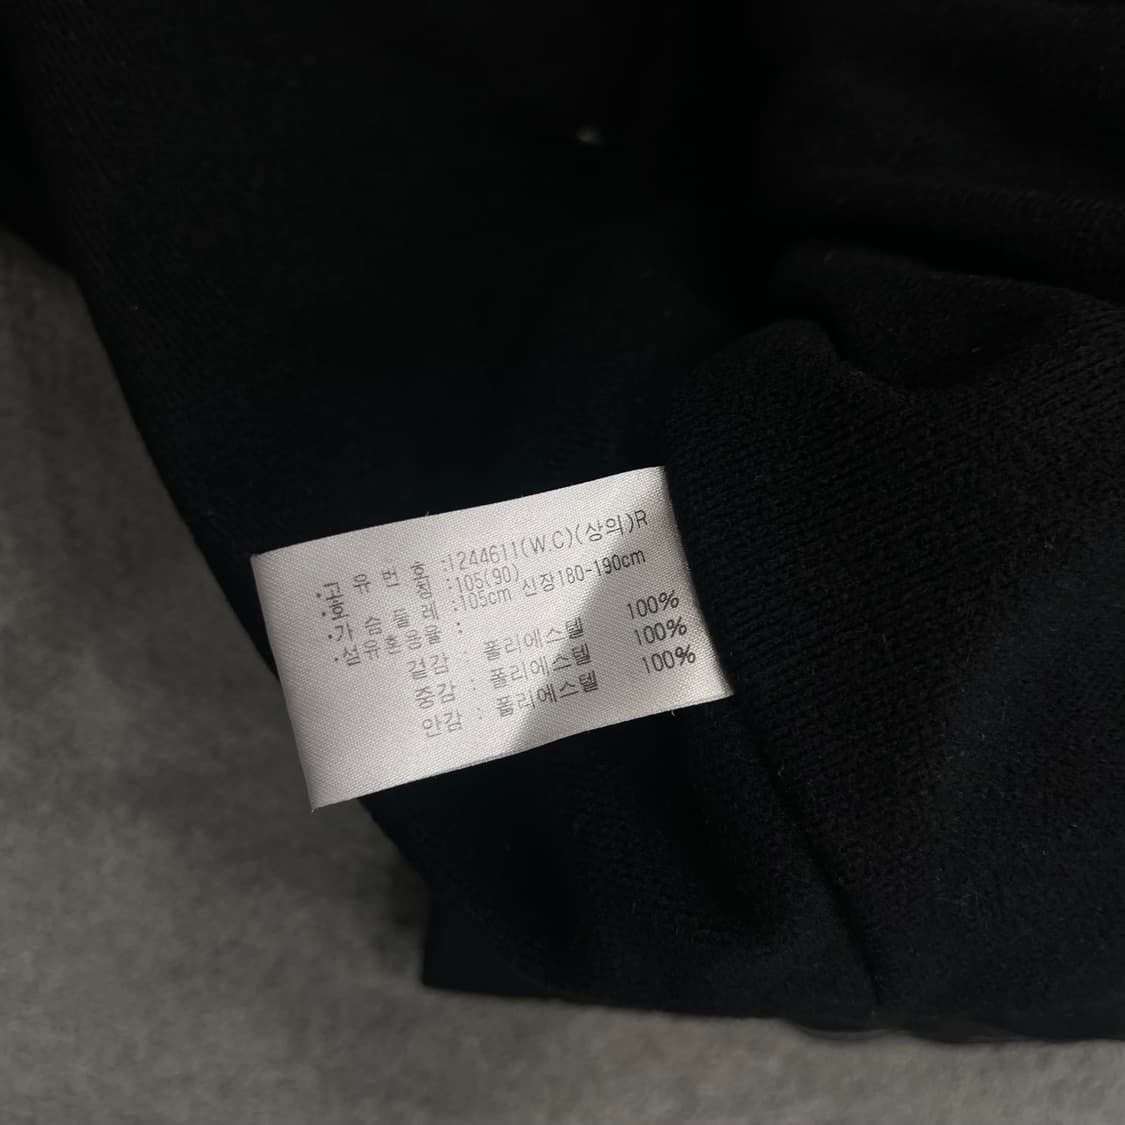 ·고 유 번 호 :1244611(W.C)(상의)R
·호 칭 :105(90)
·가 슴 둘 레 :105cm 신장180-190cm
·섬 유 혼 용 율 :
겉감 : 폴리에스텔 100%
중감 : 폴리에스텔 100%
안감 : 폴리에스텔 100%